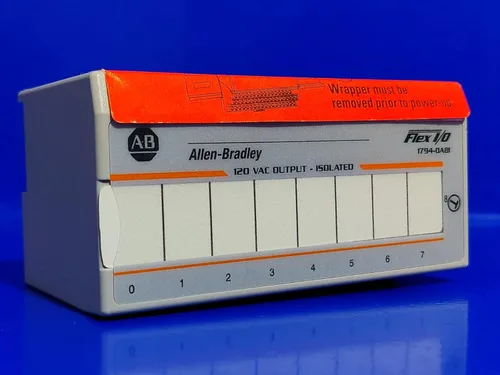 Wrapper must be
removed prior to power-up
AB
Allen-Bradley
Flex I/O
1794-OA8I
120 VAC OUTPUT - ISOLATED
8
0 1 2 3 4 5 6 7